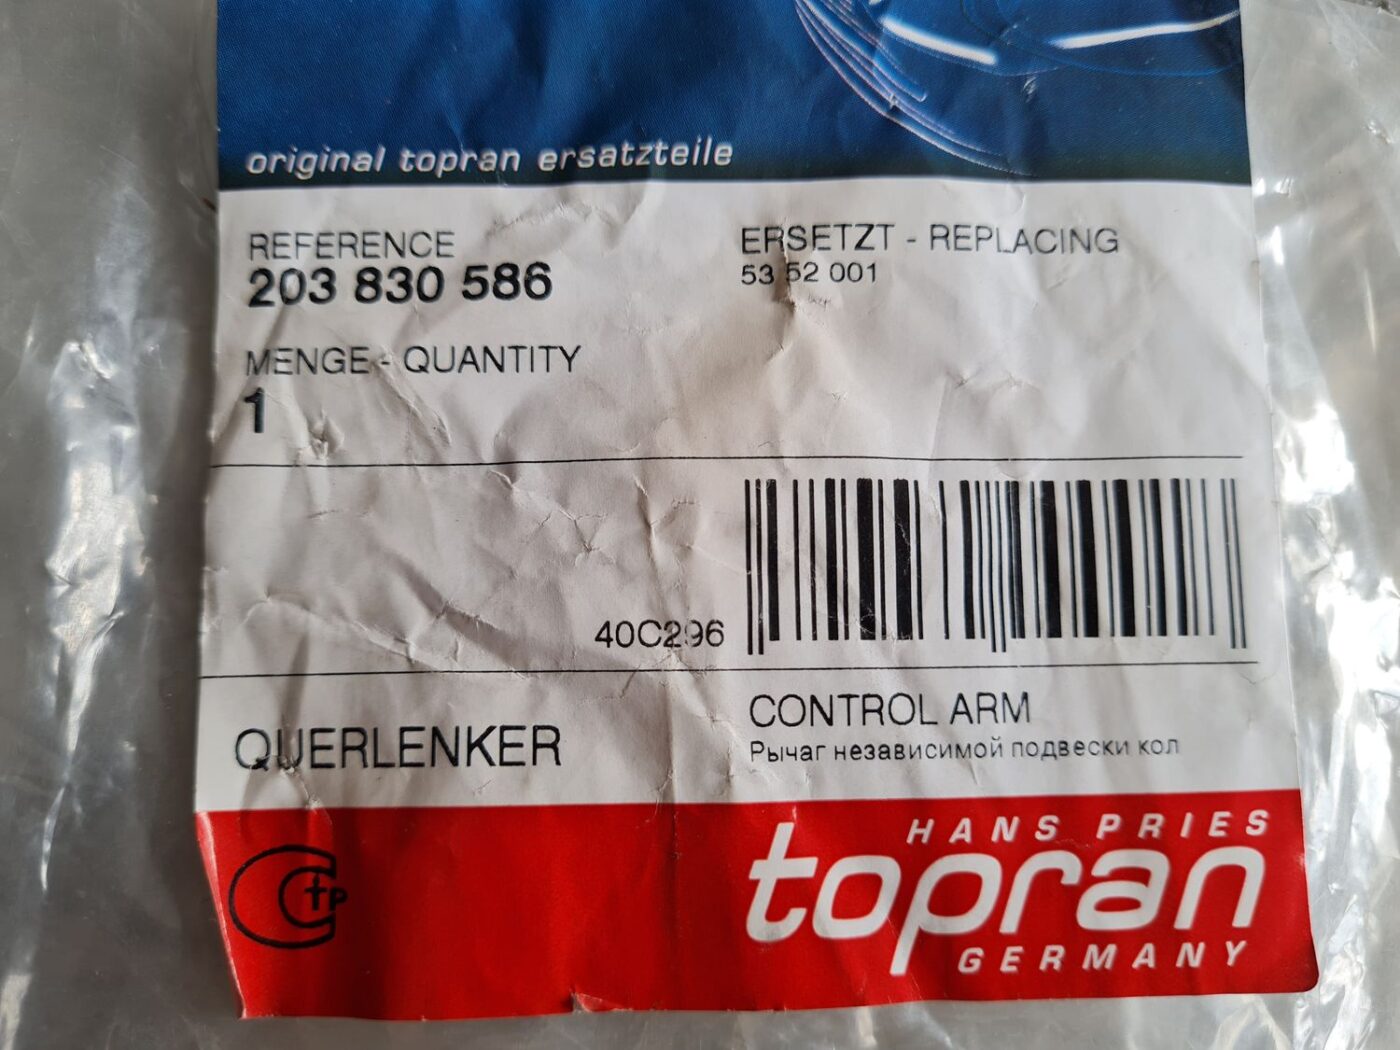 original topran ersatzteile
REFERENCE
203 830 586
ERSETZT - REPLACING
53 52 001
MENGE - QUANTITY
1
40C296
QUERLENKER
CONTROL ARM
Рычаг независимой подвески кол
tp
HANS PRIES
topran
GERMANY